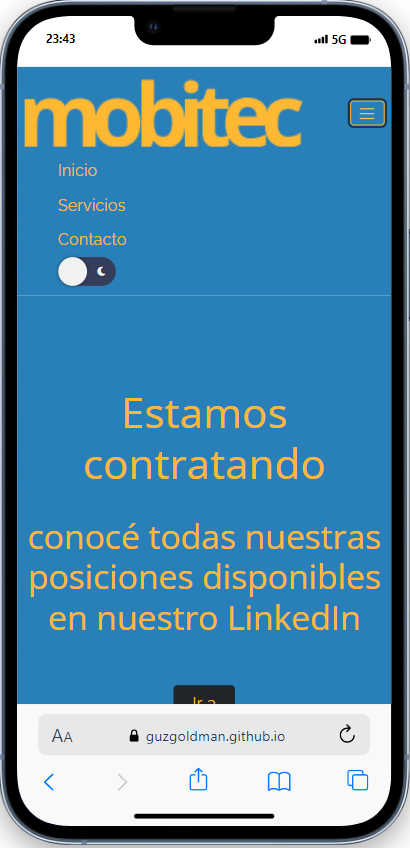 23:43
5G
mobitec
Inicio
Servicios
Contacto
Estamos
contratando
conocé todas nuestras
posiciones disponibles
en nuestro LinkedIn
Ir a
AA
guzgoldman.github.io